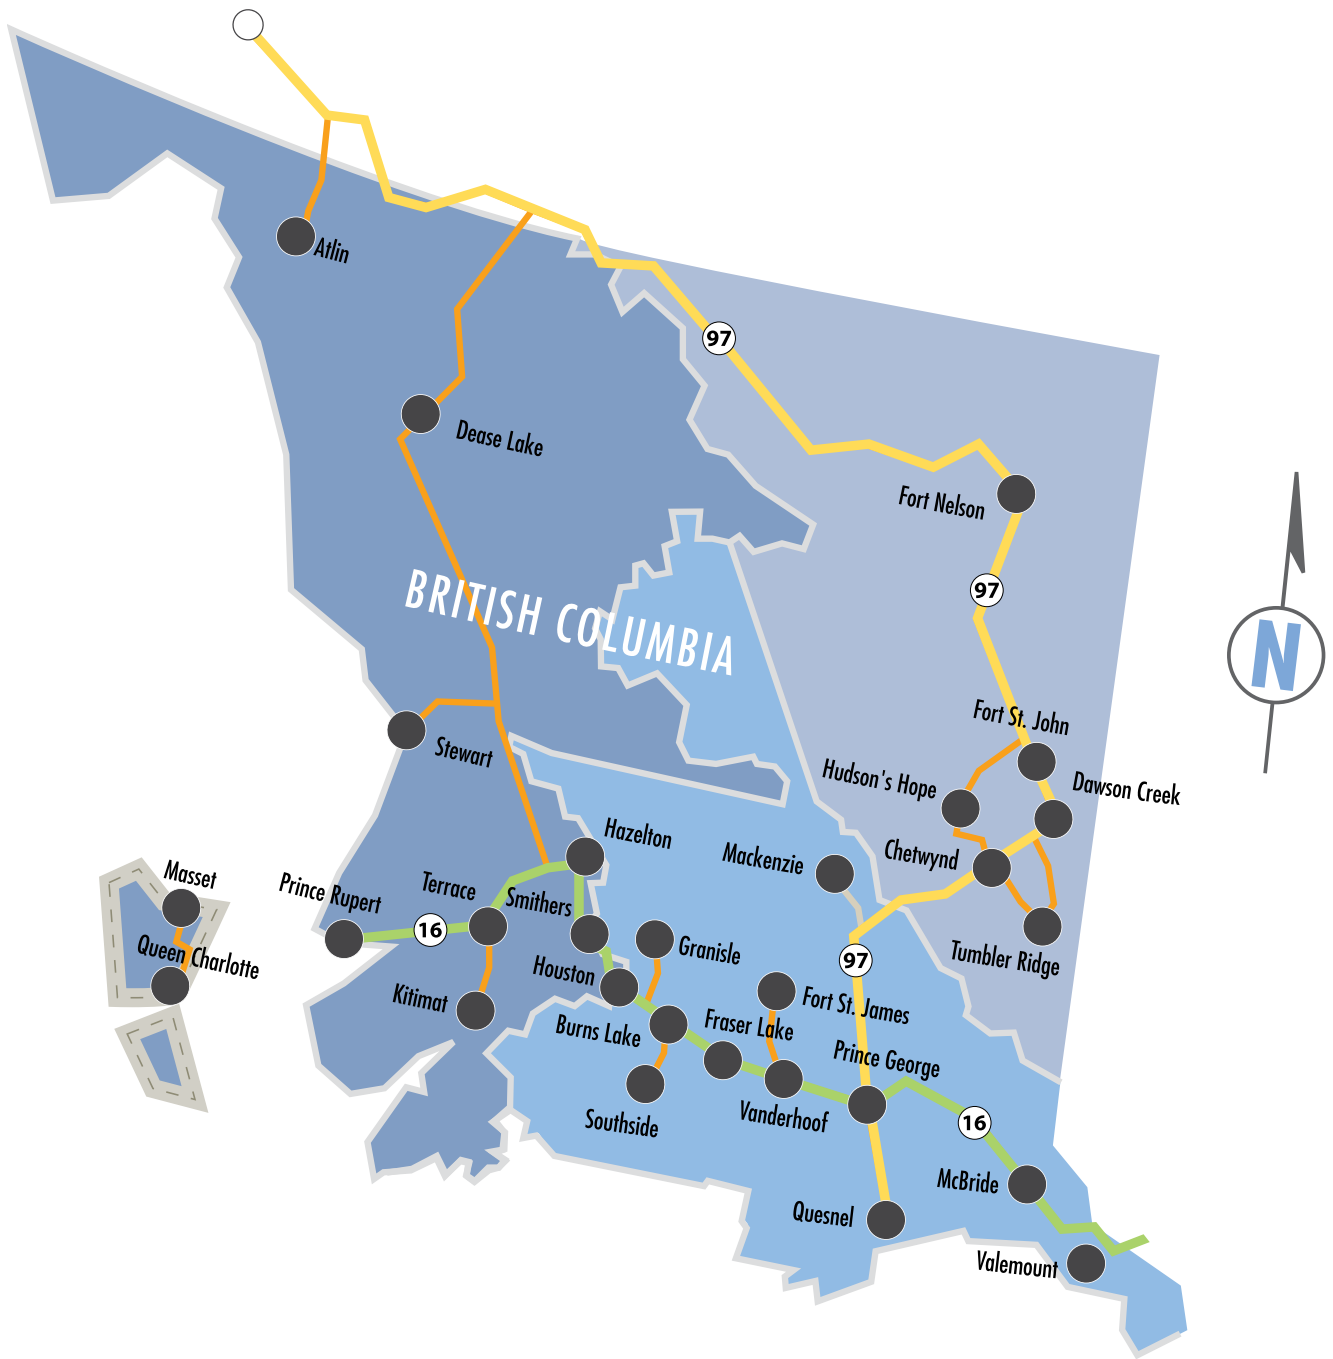 Atlin
97
Dease Lake
Fort Nelson
97
BRITISH COLUMBIA
N
Fort St. John
Stewart
Hudson's Hope
Dawson Creek
Hazelton
Mackenzie
Chetwynd
Masset
Prince Rupert
Terrace
Smithers
16
Queen Charlotte
Granisle
97
Tumbler Ridge
Houston
Kitimat
Fort St. James
Burns Lake
Fraser Lake
Prince George
Southside
Vanderhoof
16
McBride
Quesnel
Valemount